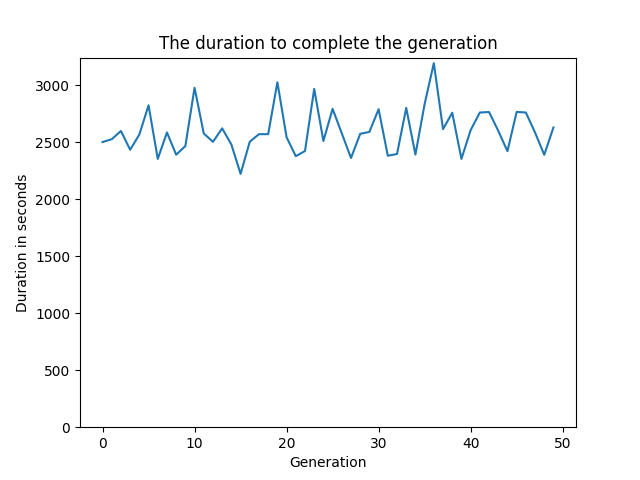 The duration to complete the generation
3000
2500
2000
1500
1000
500
0
Duration in seconds
0 10 20 30 40 50
Generation